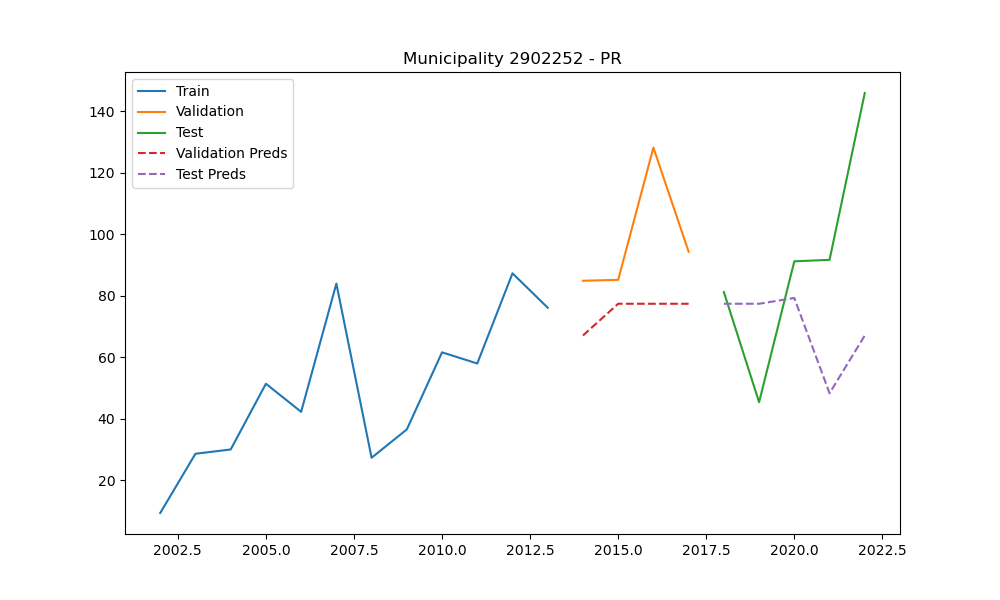 Municipality 2902252 - PR
Train
Validation
Test
Validation Preds
Test Preds
140
120
100
80
60
40
20
2002.5 2005.0 2007.5 2010.0 2012.5 2015.0 2017.5 2020.0 2022.5